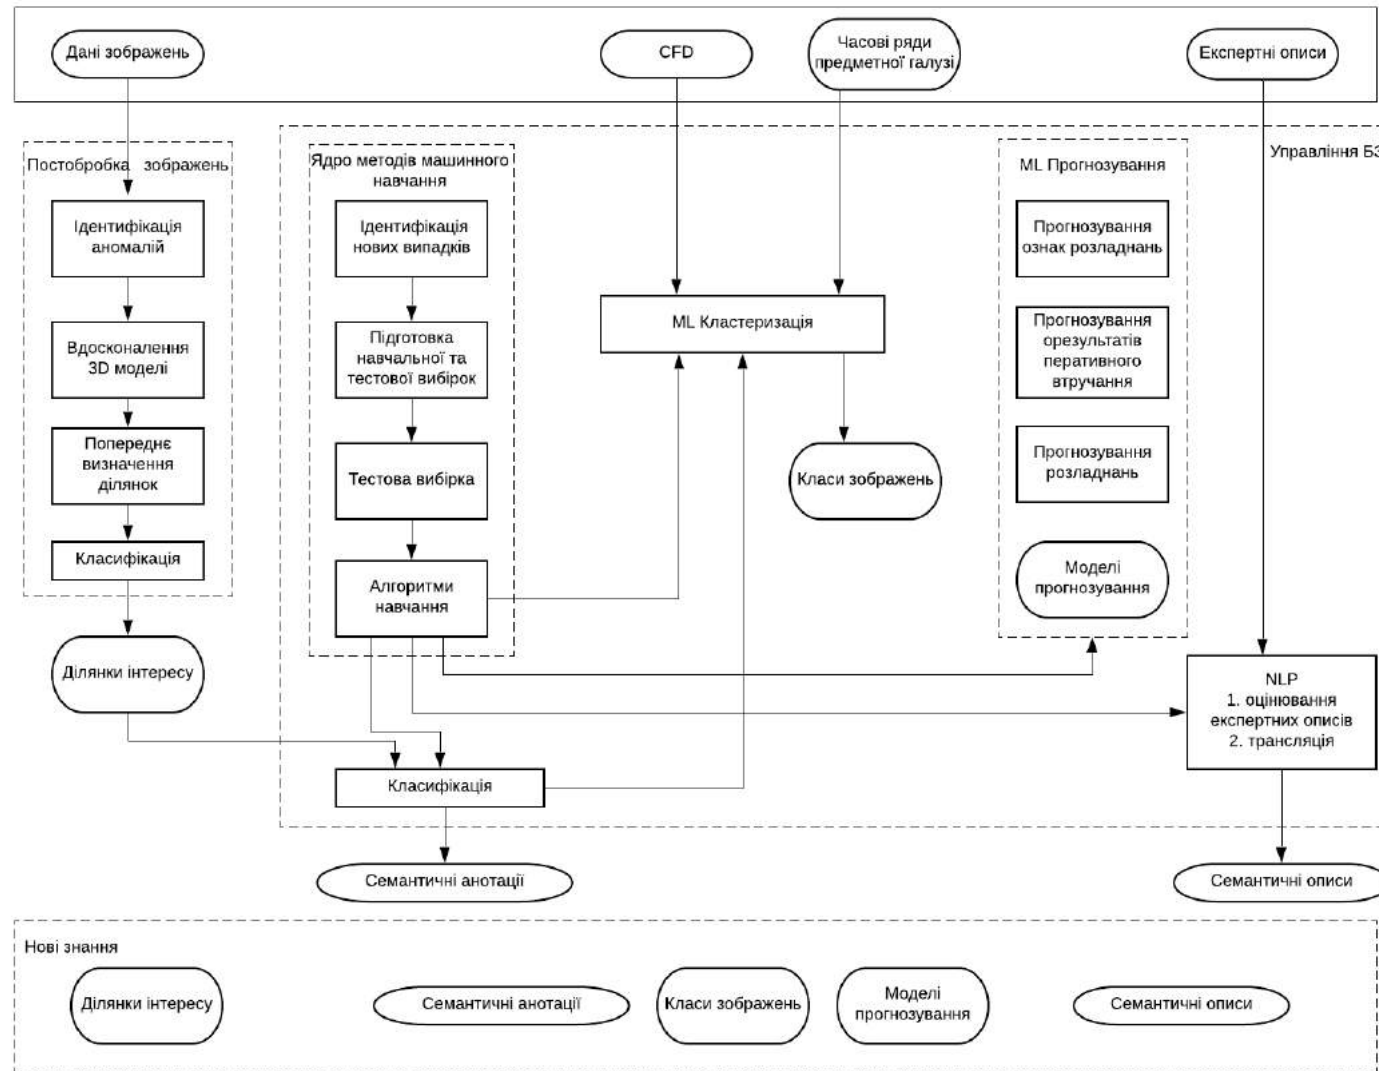 Дані зображень
CFD
Часові ряди
предметної галузі
Експертні описи
Постобробка зображень
Ідентифікація
аномалій
Вдосконалення
3D моделі
Попереднє
визначення
ділянок
Класифікація
Ділянки інтересу
Ядро методів машинного
навчання
Ідентифікація
нових випадків
Підготовка
навчальної та
тестової вибірок
Тестова вибірка
Алгоритми
навчання
Класифікація
Семантичні анотації
ML Кластеризація
Класи зображень
ML Прогнозування
Прогнозування
ознак розладнань
Прогнозування
орезультатів
перативного
втручання
Прогнозування
розладнань
Моделі
прогнозування
Управління БЗ
NLP
1. оцінювання
експертних описів
2. трансляція
Семантичні описи
Нові знання
Ділянки інтересу
Семантичні анотації
Класи зображень
Моделі
прогнозування
Семантичні описи